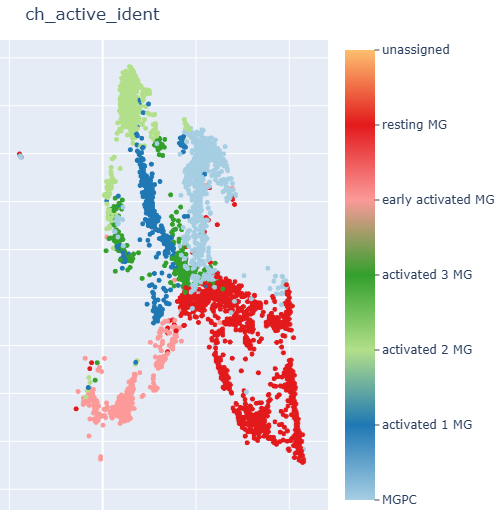 ch_active_ident
unassigned
resting MG
early activated MG
activated 3 MG
activated 2 MG
activated 1 MG
MGPC